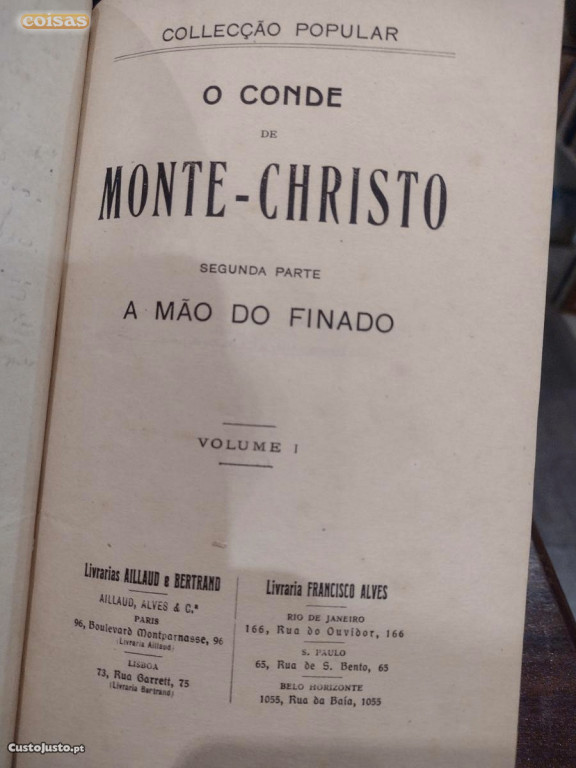 coisas
COLLECÇÃO POPULAR
O CONDE
DE
MONTE-CHRISTO
SEGUNDA PARTE
A MÃO DO FINADO
VOLUME I
Livrarias AILLAUD e BERTRAND
AILLAUD, ALVES & C.ª
PARIS
96, Boulevard Montparnasse, 96
(Livraria Aillaud)
LISBOA
73, Rua Garrett, 75
(Livraria Bertrand)
Livraria FRANCISCO ALVES
RIO DE JANEIRO
166, Rua do Ouvidor, 166
S. PAULO
65, Rua de S. Bento, 65
BELO HORIZONTE
1055, Rua da Baía, 1055
CustoJusto.pt